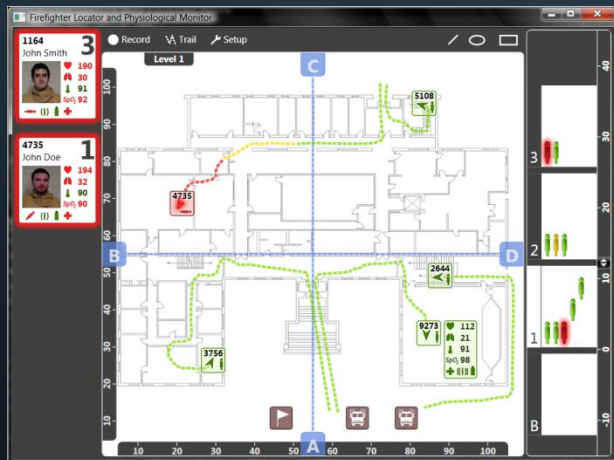 Firefighter Locator and Physiological Monitor
1164 3
John Smith
190
30
91
SpO₂ 92
4735 1
John Doe
194
32
90
SpO₂ 90
Record Trail Setup
Level 1
C
5108
4735
B D
2644
9273
112
21
91
SpO₂ 98
3756
A
100
90
80
70
60
50
40
30
20
10
10 20 30 40 50 60 70 80 90 100
3
2
1
B
40
30
20
10
0
-10